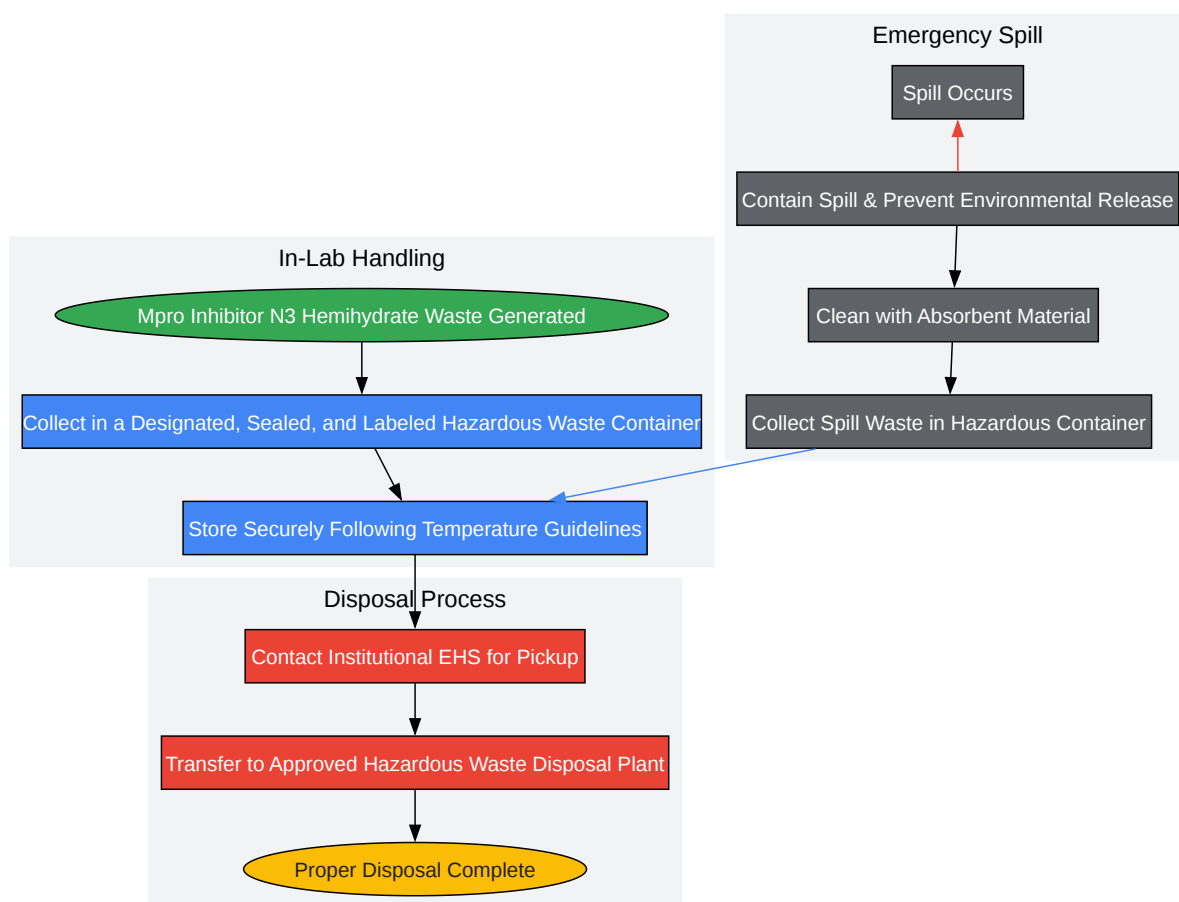 Emergency Spill
Spill Occurs
Contain Spill & Prevent Environmental Release
Clean with Absorbent Material
Collect Spill Waste in Hazardous Container
In-Lab Handling
Mpro Inhibitor N3 Hemihydrate Waste Generated
Collect in a Designated, Sealed, and Labeled Hazardous Waste Container
Store Securely Following Temperature Guidelines
Disposal Process
Contact Institutional EHS for Pickup
Transfer to Approved Hazardous Waste Disposal Plant
Proper Disposal Complete